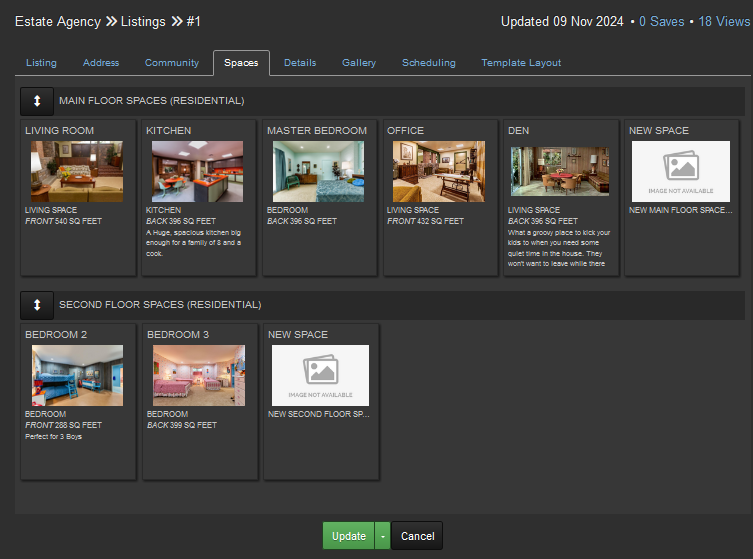 Estate Agency » Listings » #1
Updated 09 Nov 2024 • 0 Saves • 18 Views
Listing Address Community Spaces Details Gallery Scheduling Template Layout
MAIN FLOOR SPACES (RESIDENTIAL)
LIVING ROOM
LIVING SPACE
FRONT 540 SQ FEET
KITCHEN
KITCHEN
BACK 396 SQ FEET
A Huge, spacious kitchen big
enough for a family of 8 and a
cook.
MASTER BEDROOM
BEDROOM
BACK 396 SQ FEET
OFFICE
LIVING SPACE
FRONT 432 SQ FEET
DEN
LIVING SPACE
BACK 396 SQ FEET
What a groovy place to kick your
kids to when you need some
quiet time in the house. They
won't want to leave while there
NEW SPACE
IMAGE NOT AVAILABLE
NEW MAIN FLOOR SPACE...
SECOND FLOOR SPACES (RESIDENTIAL)
BEDROOM 2
BEDROOM
FRONT 288 SQ FEET
Perfect for 3 Boys
BEDROOM 3
BEDROOM
BACK 399 SQ FEET
NEW SPACE
IMAGE NOT AVAILABLE
NEW SECOND FLOOR SP...
Update - Cancel